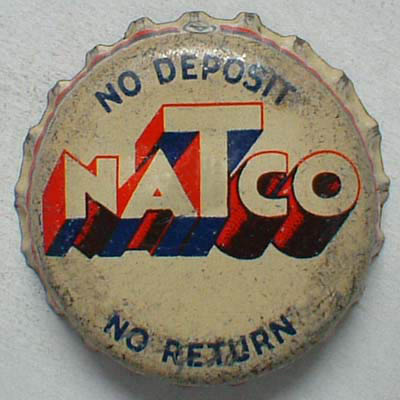 NO DEPOSIT
NATCO
NO RETURN